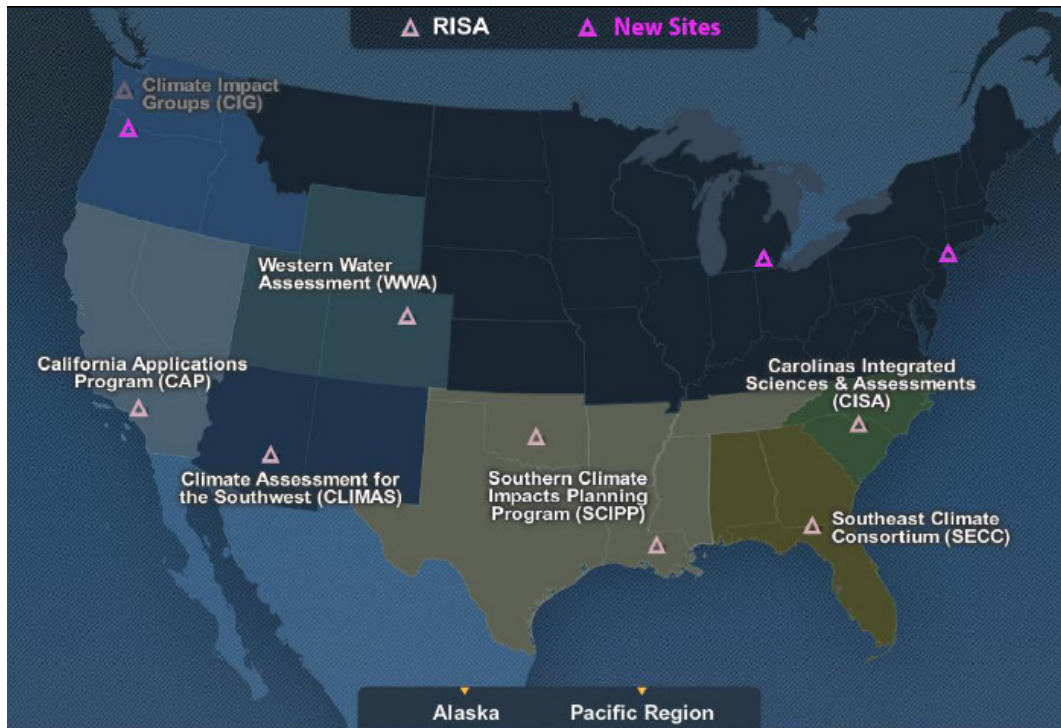 RISA
New Sites
Climate Impact
Groups (CIG)
Western Water
Assessment (WWA)
California Applications
Program (CAP)
Carolinas Integrated
Sciences & Assessments
(CISA)
Climate Assessment for
the Southwest (CLIMAS)
Southern Climate
Impacts Planning
Program (SCIPP)
Southeast Climate
Consortium (SECC)
Alaska
Pacific Region